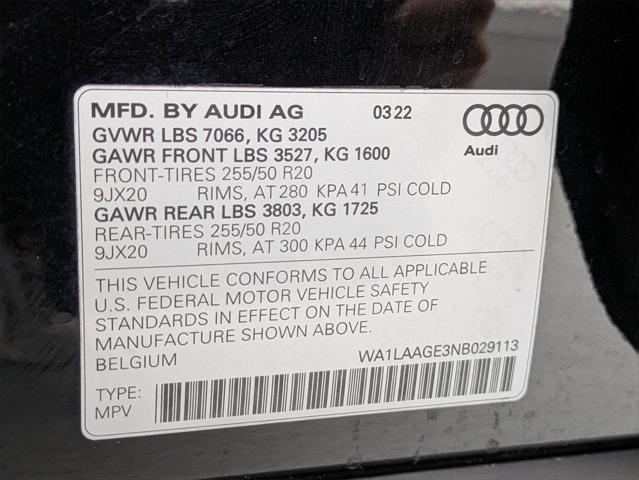 MFD. BY AUDI AG 03 22
GVWR LBS 7066, KG 3205
Audi
GAWR FRONT LBS 3527, KG 1600
FRONT-TIRES 255/50 R20
9JX20 RIMS, AT 280 KPA 41 PSI COLD
GAWR REAR LBS 3803, KG 1725
REAR-TIRES 255/50 R20
9JX20 RIMS, AT 300 KPA 44 PSI COLD
THIS VEHICLE CONFORMS TO ALL APPLICABLE
U.S. FEDERAL MOTOR VEHICLE SAFETY
STANDARDS IN EFFECT ON THE DATE OF
MANUFACTURE SHOWN ABOVE.
BELGIUM WA1LAAGE3NB029113
TYPE:
MPV